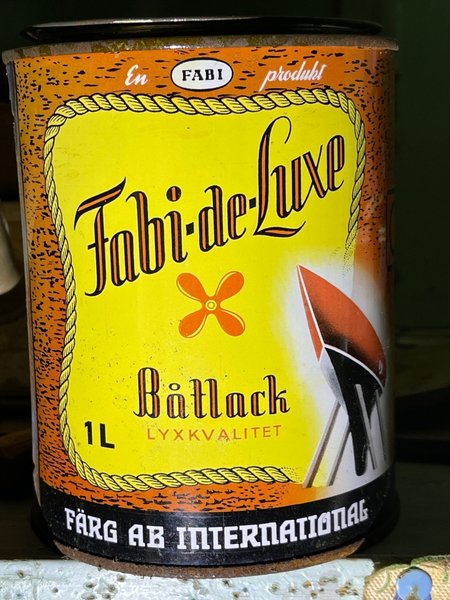 En FABI produkt
Fabi-de-Luxe
Båtlack
LYXKVALITET
1L
FÄRG AB INTERNATIONAL